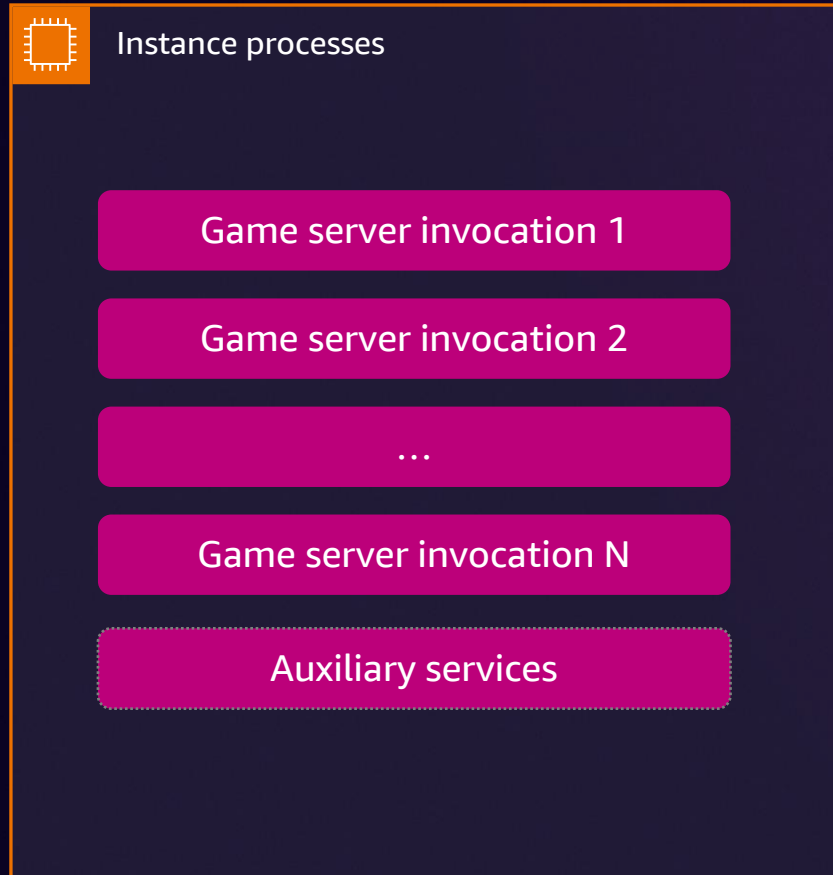 Instance processes
Game server invocation 1
Game server invocation 2
...
Game server invocation N
Auxiliary services